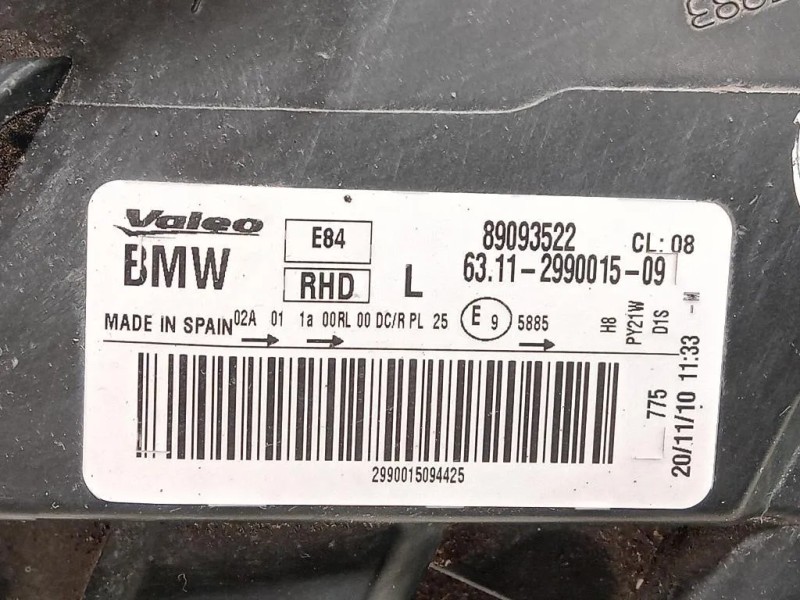 Valeo
E84
89093522
CL: 08
BMW
RHD
L
63.11-2990015-09
MADE IN SPAIN
02A 01 1a 00RL 00 DC/R PL 25
E 9
5885
H8
PY21W
D1S
-M
775
20/11/10 11:33
2990015094425